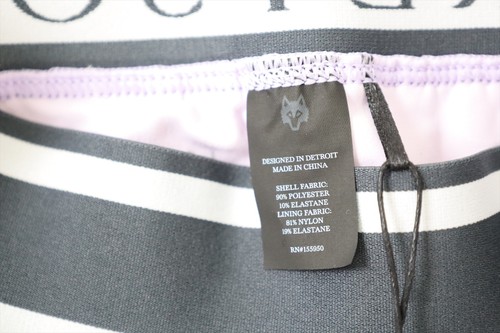 DESIGNED IN DETROIT
MADE IN CHINA
SHELL FABRIC:
90% POLYESTER
10% ELASTANE
LINING FABRIC:
81% NYLON
19% ELASTANE
RN#155950